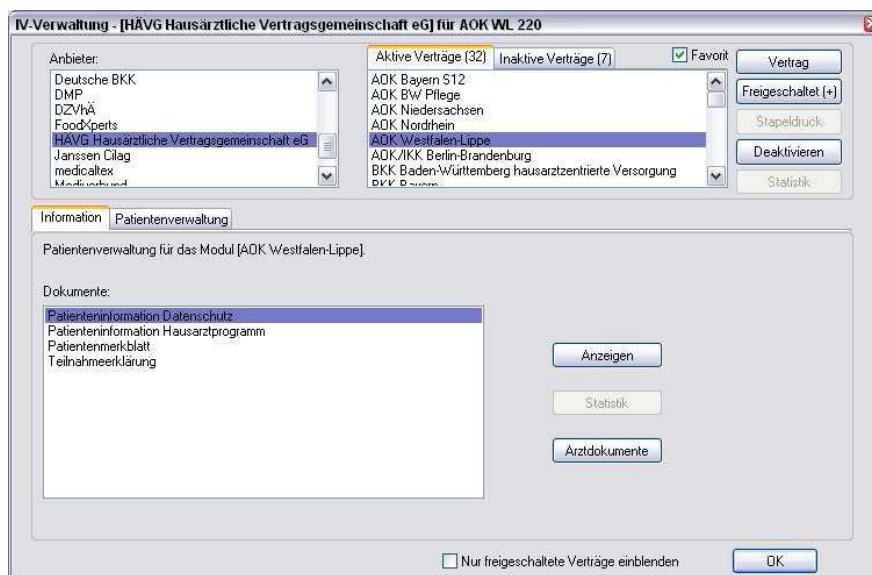 IV-Verwaltung - [HÄVG Hausärztliche Vertragsgemeinschaft eG] für AOK WL 220
Anbieter:
Deutsche BKK
DMP
DZVhÄ
FoodXperts
HÄVG Hausärztliche Vertragsgemeinschaft eG
Janssen Cilag
medicaltex
Mediverbund
Aktive Verträge (32)
Inaktive Verträge (7)
Favorit
AOK Bayern S12
AOK BW Pflege
AOK Niedersachsen
AOK Nordrhein
AOK Westfalen-Lippe
AOK/IKK Berlin-Brandenburg
BKK Baden-Württemberg hausarztzentrierte Versorgung
BKK Bayern
Vertrag
Freigeschaltet (+)
Stapeldruck
Deaktivieren
Statistik
Information
Patientenverwaltung
Patientenverwaltung für das Modul [AOK Westfalen-Lippe].
Dokumente:
Patienteninformation Datenschutz
Patienteninformation Hausarztprogramm
Patientenmerkblatt
Teilnahmeerklärung
Anzeigen
Statistik
Arztdokumente
Nur freigeschaltete Verträge einblenden
OK